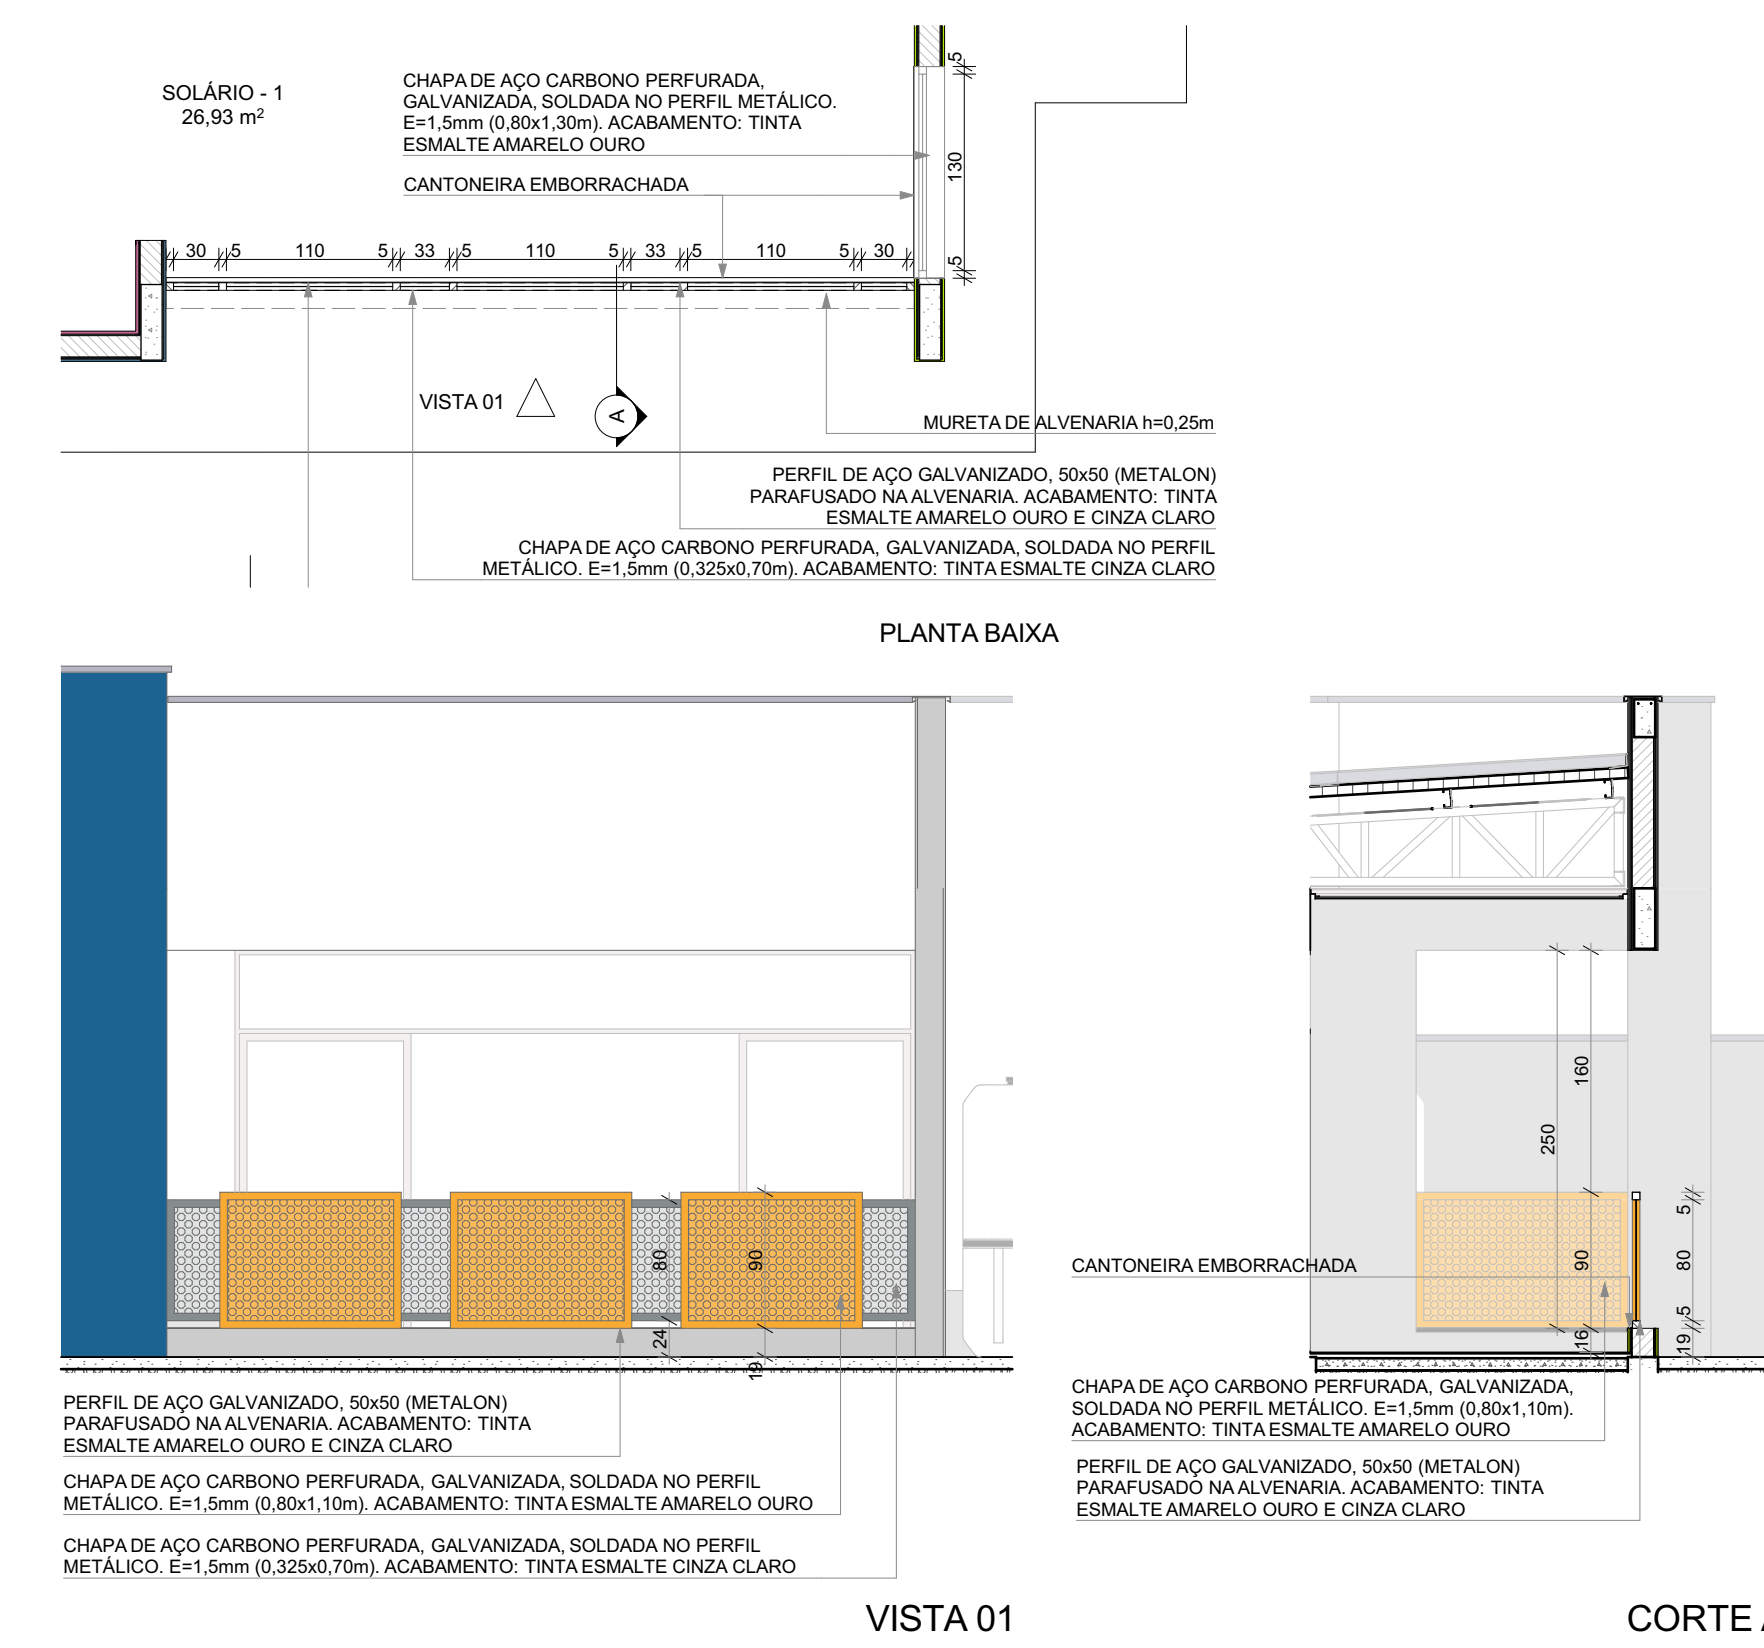 SOLÁRIO - 1
26,93 m²
CHAPA DE AÇO CARBONO PERFURADA,
GALVANIZADA, SOLDADA NO PERFIL METÁLICO.
E=1,5mm (0,80x1,30m). ACABAMENTO: TINTA
ESMALTE AMARELO OURO
CANTONEIRA EMBORRACHADA
5
130
5
30 5 110 5 33 5 110 5 33 5 110 5 30
VISTA 01
A
MURETA DE ALVENARIA h=0,25m
PERFIL DE AÇO GALVANIZADO, 50x50 (METALON)
PARAFUSADO NA ALVENARIA. ACABAMENTO: TINTA
ESMALTE AMARELO OURO E CINZA CLARO
CHAPA DE AÇO CARBONO PERFURADA, GALVANIZADA, SOLDADA NO PERFIL
METÁLICO. E=1,5mm (0,325x0,70m). ACABAMENTO: TINTA ESMALTE CINZA CLARO
PLANTA BAIXA
80
24
90
19
PERFIL DE AÇO GALVANIZADO, 50x50 (METALON)
PARAFUSADO NA ALVENARIA. ACABAMENTO: TINTA
ESMALTE AMARELO OURO E CINZA CLARO
CHAPA DE AÇO CARBONO PERFURADA, GALVANIZADA, SOLDADA NO PERFIL
METÁLICO. E=1,5mm (0,80x1,10m). ACABAMENTO: TINTA ESMALTE AMARELO OURO
CHAPA DE AÇO CARBONO PERFURADA, GALVANIZADA, SOLDADA NO PERFIL
METÁLICO. E=1,5mm (0,325x0,70m). ACABAMENTO: TINTA ESMALTE CINZA CLARO
VISTA 01
250
160
90
16
5
80
5
19
CANTONEIRA EMBORRACHADA
CHAPA DE AÇO CARBONO PERFURADA, GALVANIZADA,
SOLDADA NO PERFIL METÁLICO. E=1,5mm (0,80x1,10m).
ACABAMENTO: TINTA ESMALTE AMARELO OURO
PERFIL DE AÇO GALVANIZADO, 50x50 (METALON)
PARAFUSADO NA ALVENARIA. ACABAMENTO: TINTA
ESMALTE AMARELO OURO E CINZA CLARO
CORTE